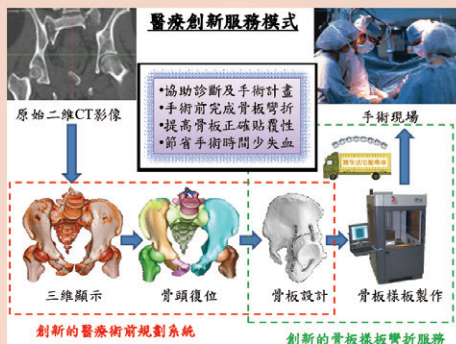 醫療創新服務模式
•協助診斷及手術計畫
•手術前完成骨板彎折
•提高骨板正確貼覆性
•節省手術時間少失血
原始二維CT影像
手術現場
三維顯示
骨頭復位
骨板設計
骨板樣板製作
創新的醫療術前規劃系統
創新的骨板樣板彎折服務